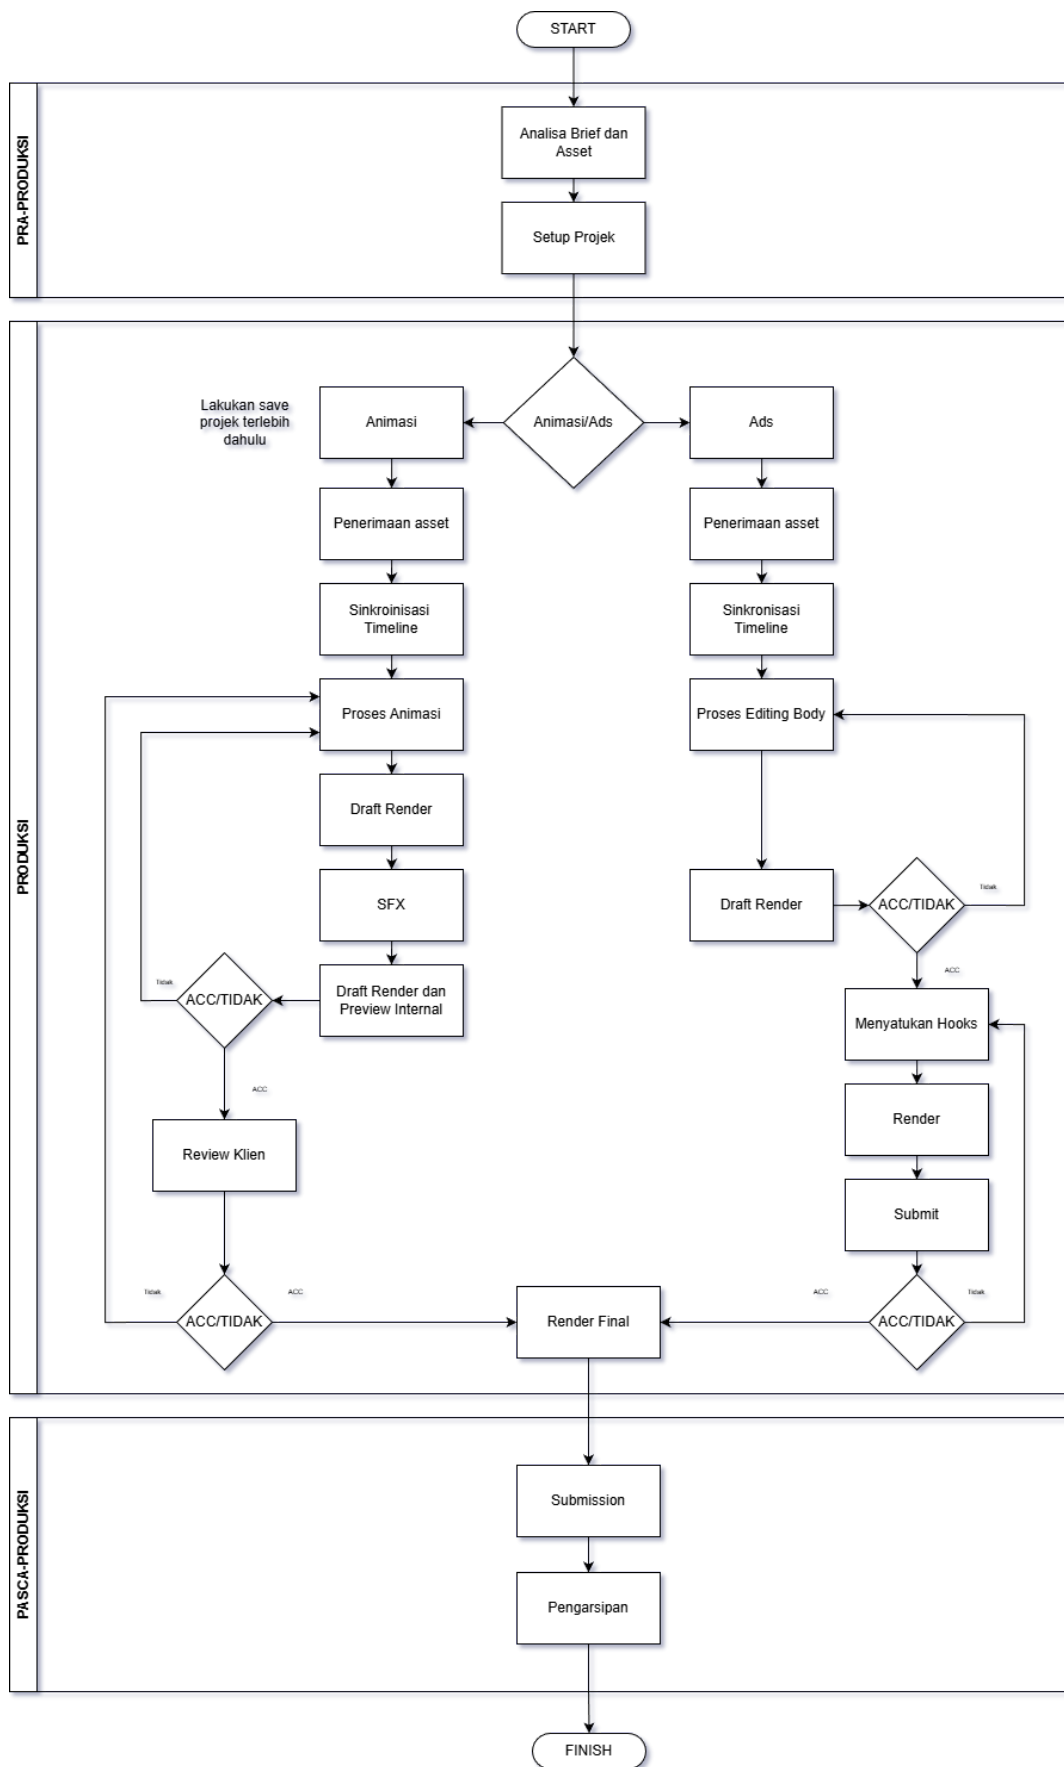 START
PRA-PRODUKSI
Analisa Brief dan
Asset
Setup Projek
PRODUKSI
Lakukan save
projek terlebih
dahulu
Animasi
Animasi/Ads
Ads
Penerimaan asset
Penerimaan asset
Sinkroinisasi
Timeline
Sinkronisasi
Timeline
Proses Animasi
Proses Editing Body
Draft Render
SFX
Draft Render
ACC/TIDAK
Tidak
ACC
Tidak
ACC/TIDAK
Draft Render dan
Preview Internal
Menyatukan Hooks
ACC
Render
Review Klien
Submit
Tidak
ACC/TIDAK
ACC
Render Final
ACC
ACC/TIDAK
Tidak
PASCA-PRODUKSI
Submission
Pengarsipan
FINISH